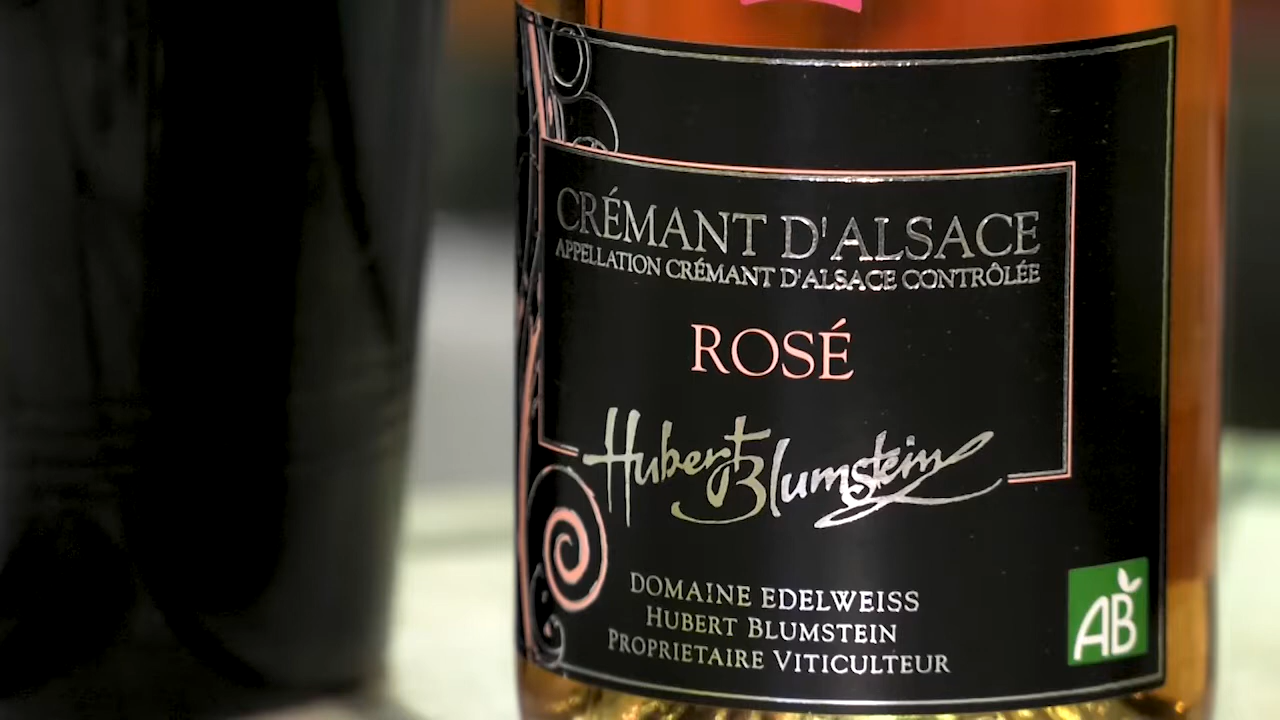 CRÉMANT D'ALSACE
APPELLATION CRÉMANT D'ALSACE CONTRÔLÉE
ROSÉ
Hubert Blumstein
DOMAINE EDELWEISS
HUBERT BLUMSTEIN
PROPRIETAIRE VITICULTEUR
AB